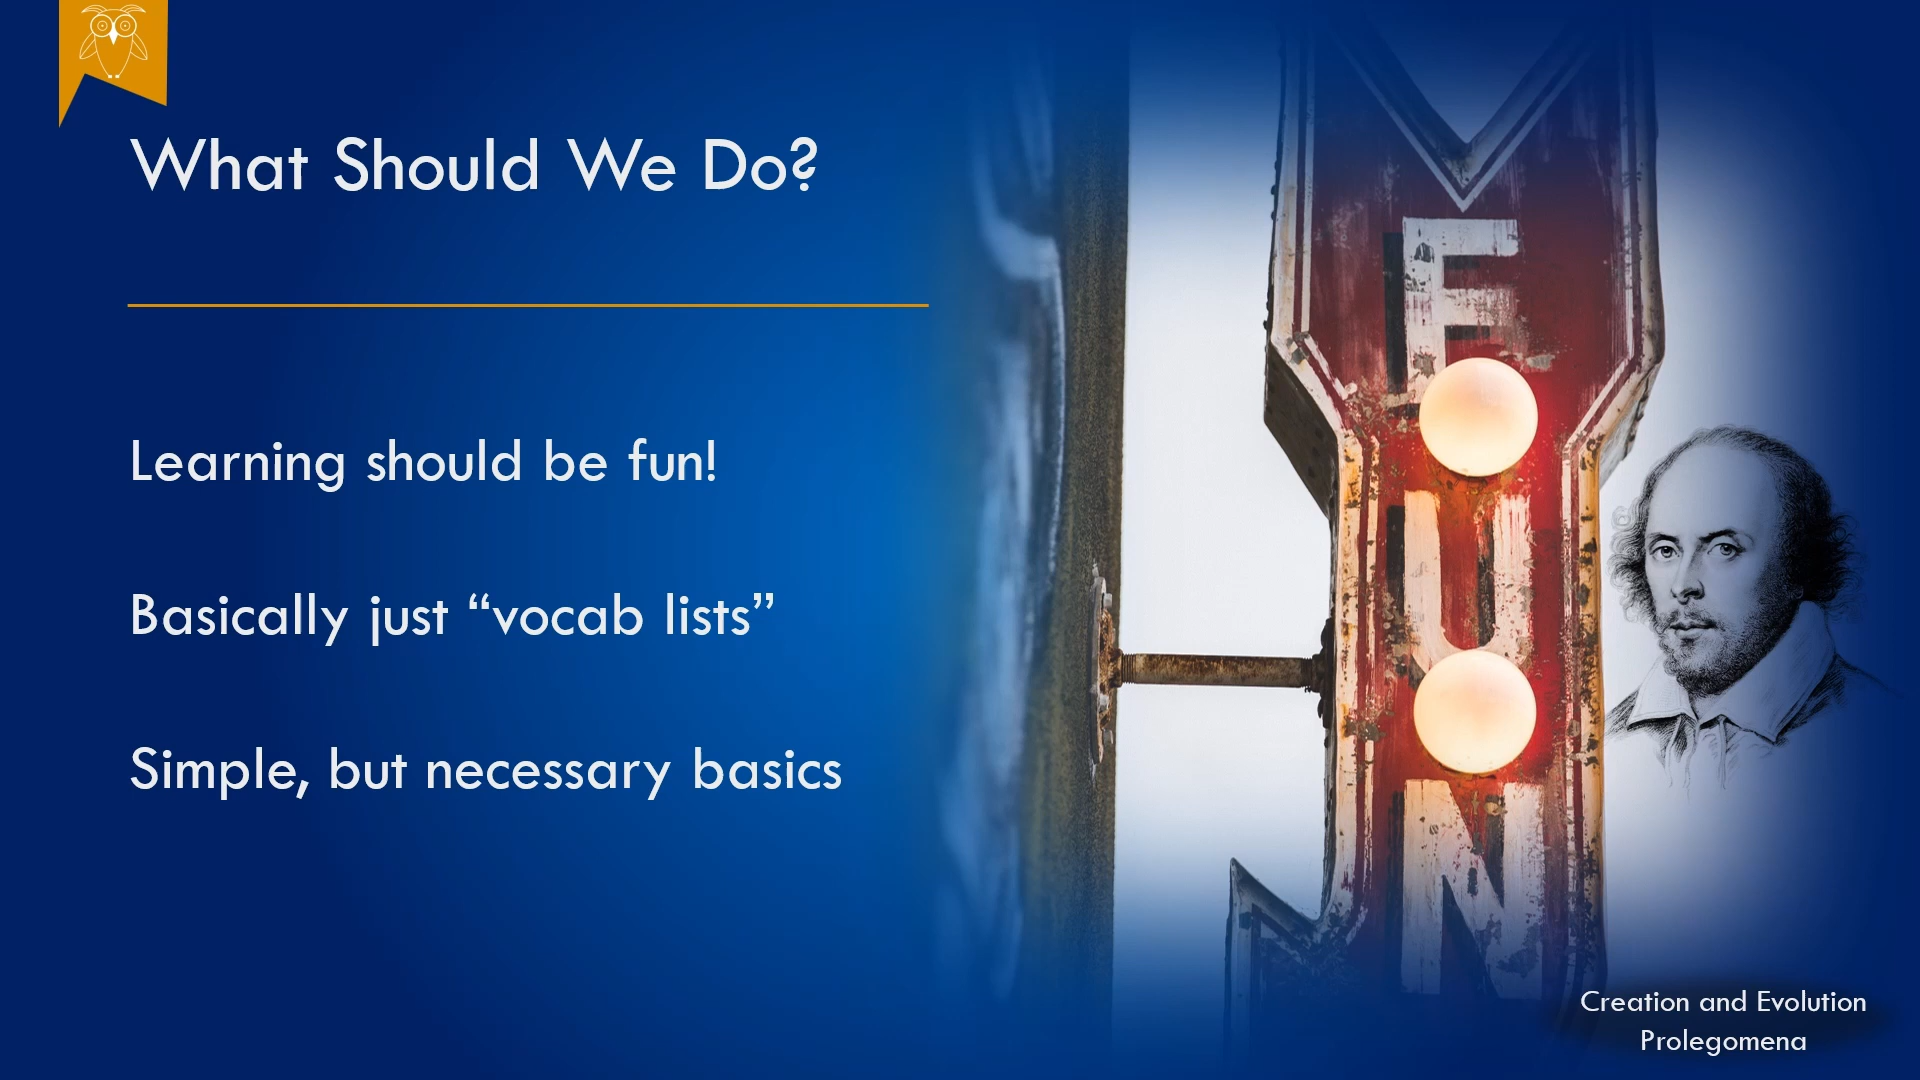 What Should We Do?
Learning should be fun!
Basically just “vocab lists”
Simple, but necessary basics
F
U
N
Creation and Evolution
Prolegomena